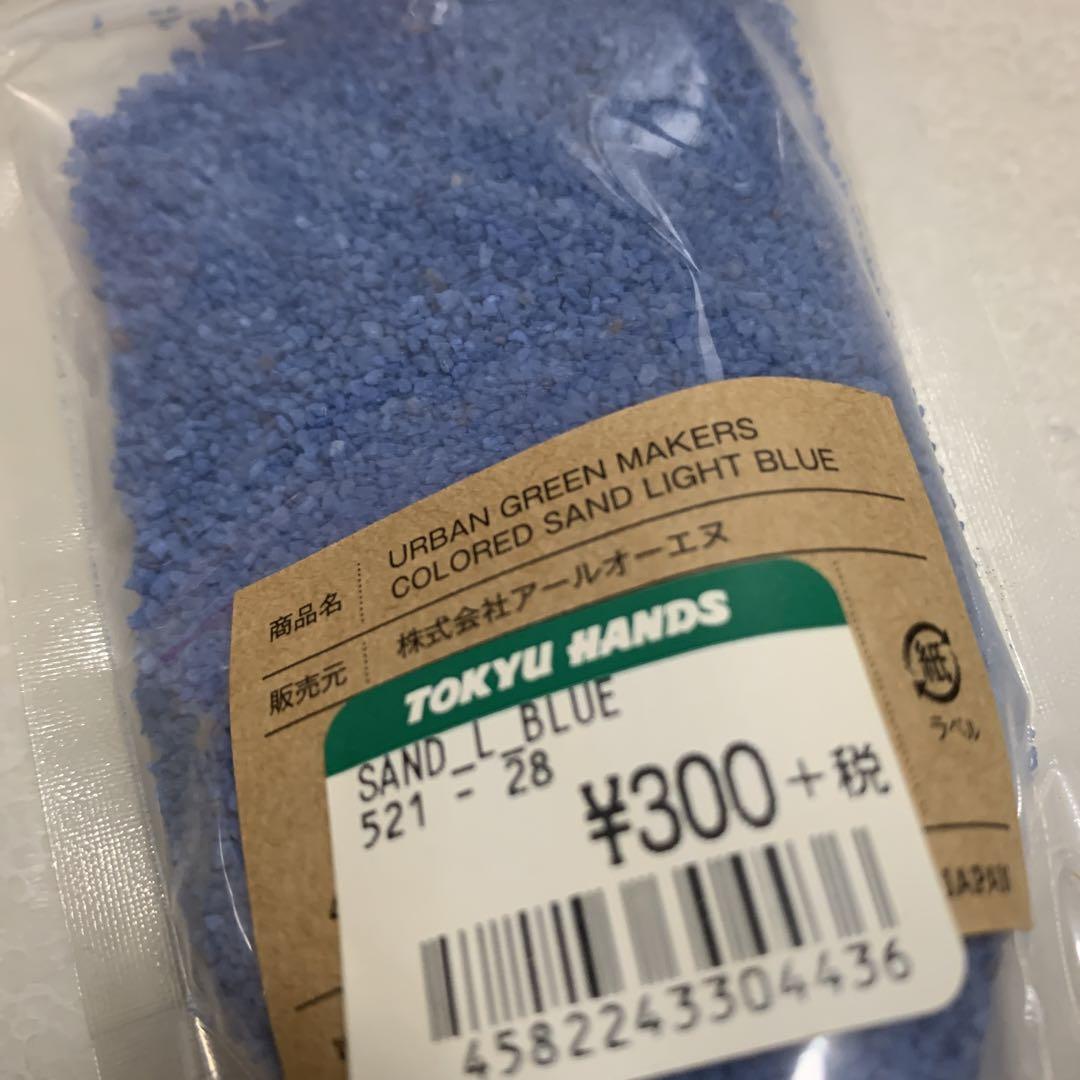 商品名
URBAN GREEN MAKERS
COLORED SAND LIGHT BLUE
販売元
株式会社アールオーエヌ
紙
ラベル
TOKYU HANDS
SAND_L_BLUE
521 - 28
¥300+税
JAPAN
4582243304436